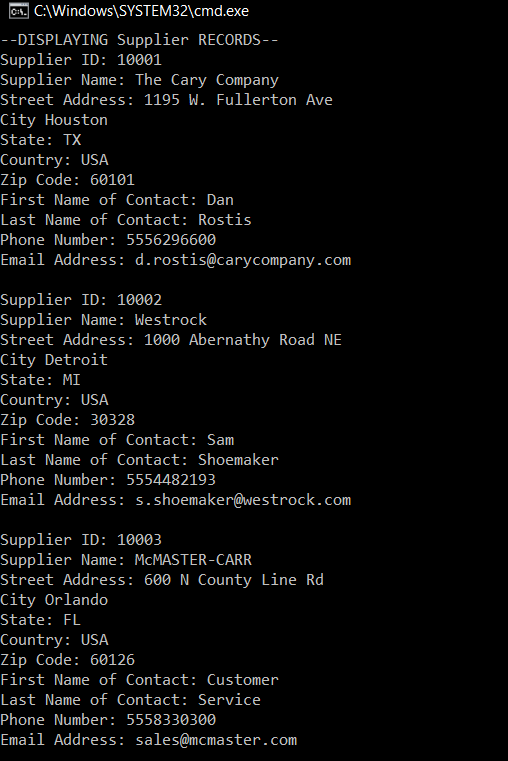 C:\Windows\SYSTEM32\cmd.exe
--DISPLAYING Supplier RECORDS--
Supplier ID: 10001
Supplier Name: The Cary Company
Street Address: 1195 W. Fullerton Ave
City Houston
State: TX
Country: USA
Zip Code: 60101
First Name of Contact: Dan
Last Name of Contact: Rostis
Phone Number: 5556296600
Email Address: d.rostis@carycompany.com

Supplier ID: 10002
Supplier Name: Westrock
Street Address: 1000 Abernathy Road NE
City Detroit
State: MI
Country: USA
Zip Code: 30328
First Name of Contact: Sam
Last Name of Contact: Shoemaker
Phone Number: 5554482193
Email Address: s.shoemaker@westrock.com

Supplier ID: 10003
Supplier Name: McMASTER-CARR
Street Address: 600 N County Line Rd
City Orlando
State: FL
Country: USA
Zip Code: 60126
First Name of Contact: Customer
Last Name of Contact: Service
Phone Number: 5558330300
Email Address: sales@mcmaster.com